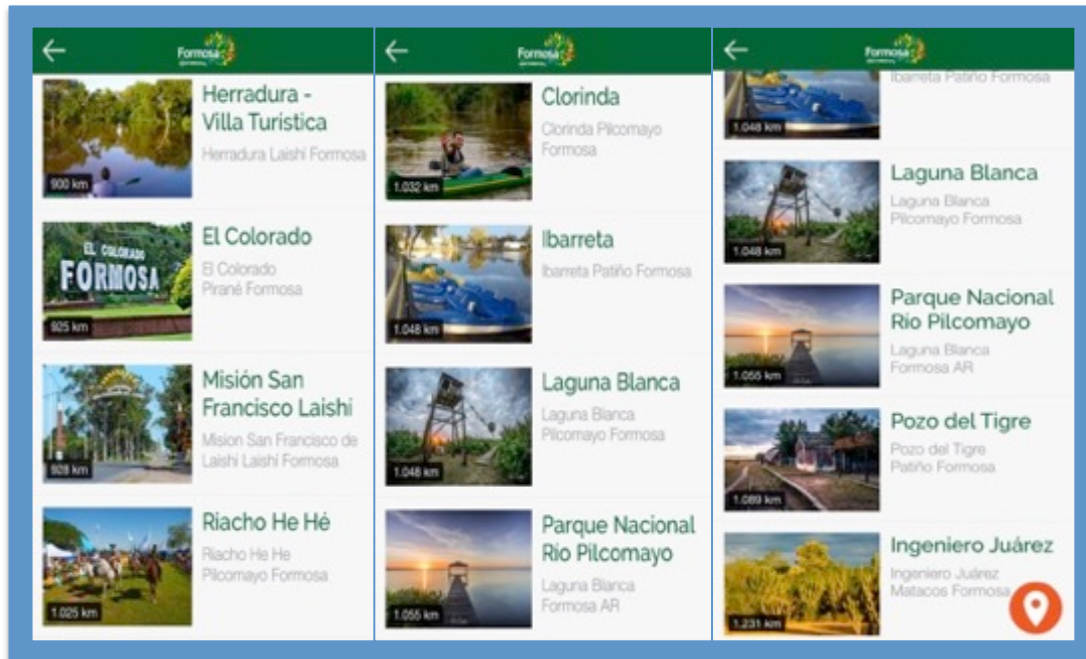 Formosa
Herradura -
Villa Turistica
Herradura Laishi Formosa
900 km
El Colorado
El Colorado
Pirané Formosa
EL COLORADO
FORMOSA
925 km
Misión San
Francisco Laishí
Mision San Francisco de
Laishi Laishi Formosa
928 km
Riacho He Hé
Riacho He He
Pilcomayo Formosa
1.025 km
Formosa
Clorinda
Clorinda Pilcomayo
Formosa
1.032 km
Ibarreta
Ibarreta Patiño Formosa
1.048 km
Laguna Blanca
Laguna Blanca
Pilcomayo Formosa
1.048 km
Parque Nacional
Río Pilcomayo
Laguna Blanca
Formosa AR
1.055 km
Formosa
Ibarreta Patiño Formosa
1.048 km
Laguna Blanca
Laguna Blanca
Pilcomayo Formosa
1.048 km
Parque Nacional
Río Pilcomayo
Laguna Blanca
Formosa AR
1.055 km
Pozo del Tigre
Pozo del Tigre
Patiño Formosa
1.089 km
Ingeniero Juárez
Ingeniero Juárez
Matacos Formosa
1.231 km